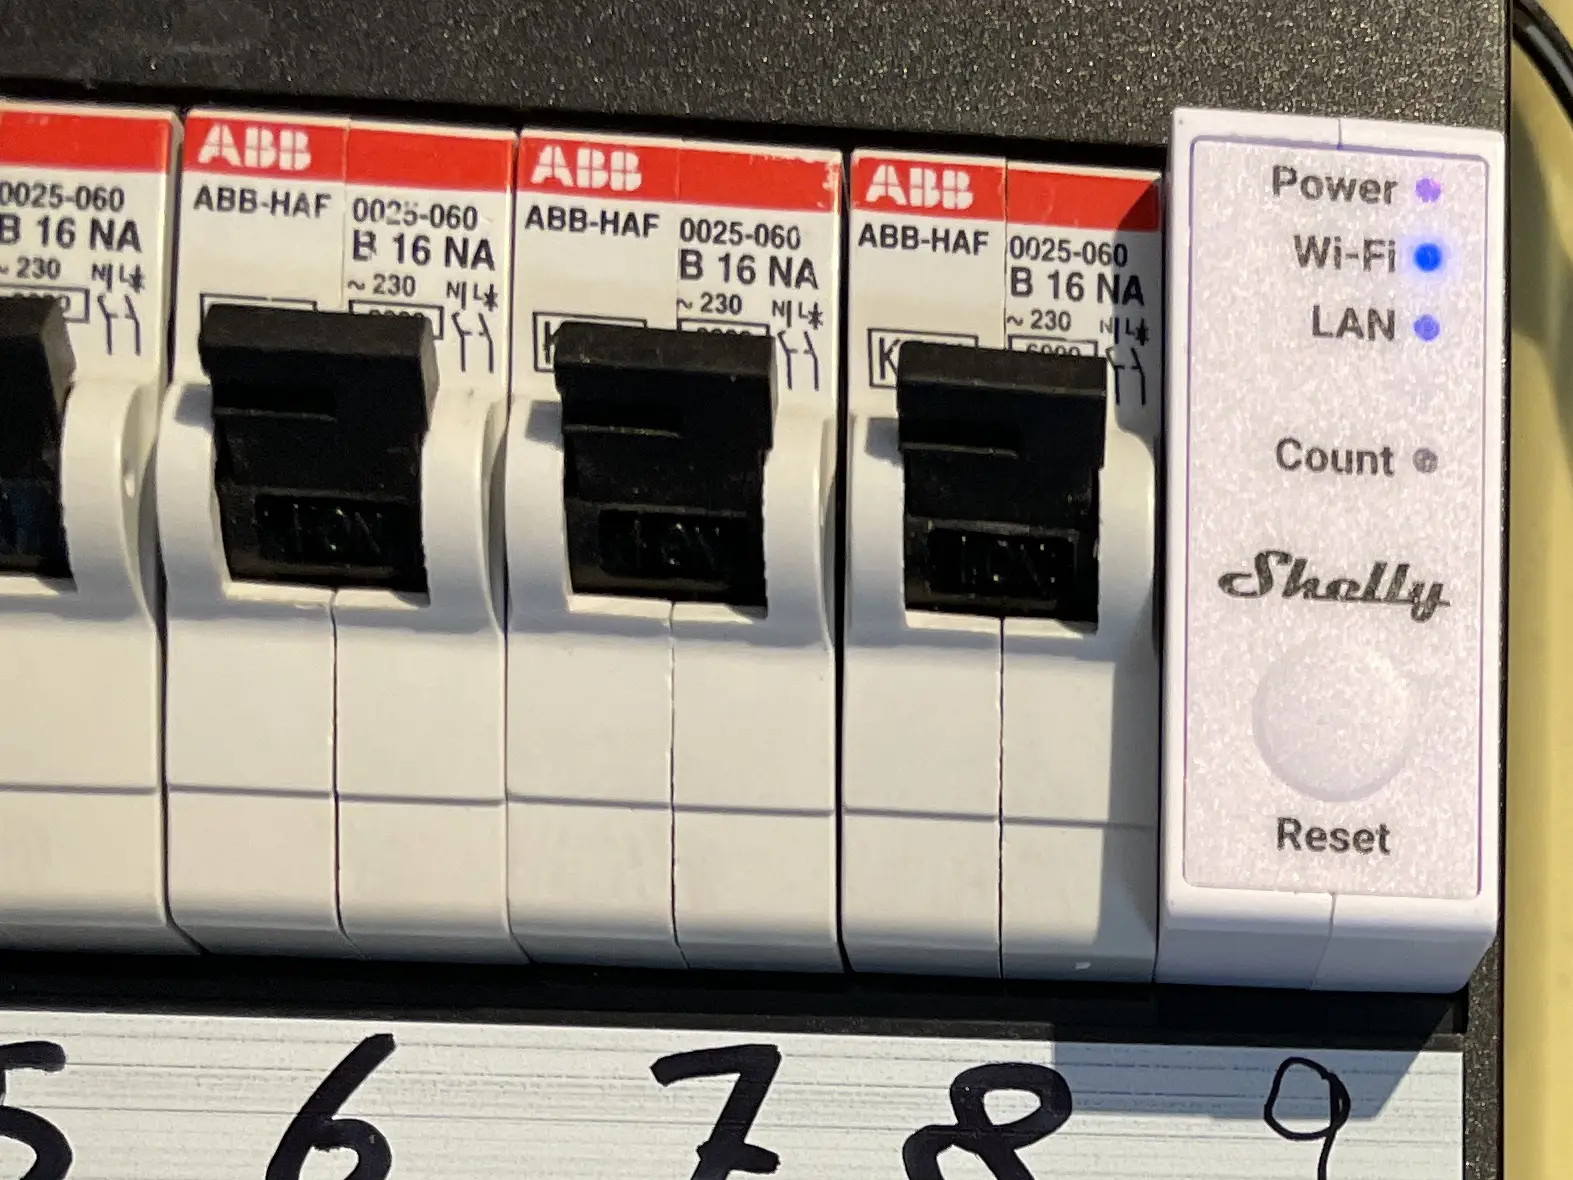 0025-060
B 16 NA
~ 230 N L
ABB
ABB-HAF
0025-060
B 16 NA
~ 230 N L
ABB
ABB-HAF
0025-060
B 16 NA
~ 230 N L
ABB
ABB-HAF
0025-060
B 16 NA
~ 230 N L
6000
K
Power
Wi-Fi
LAN
Count
Shelly
Reset
5 6 7 8 9